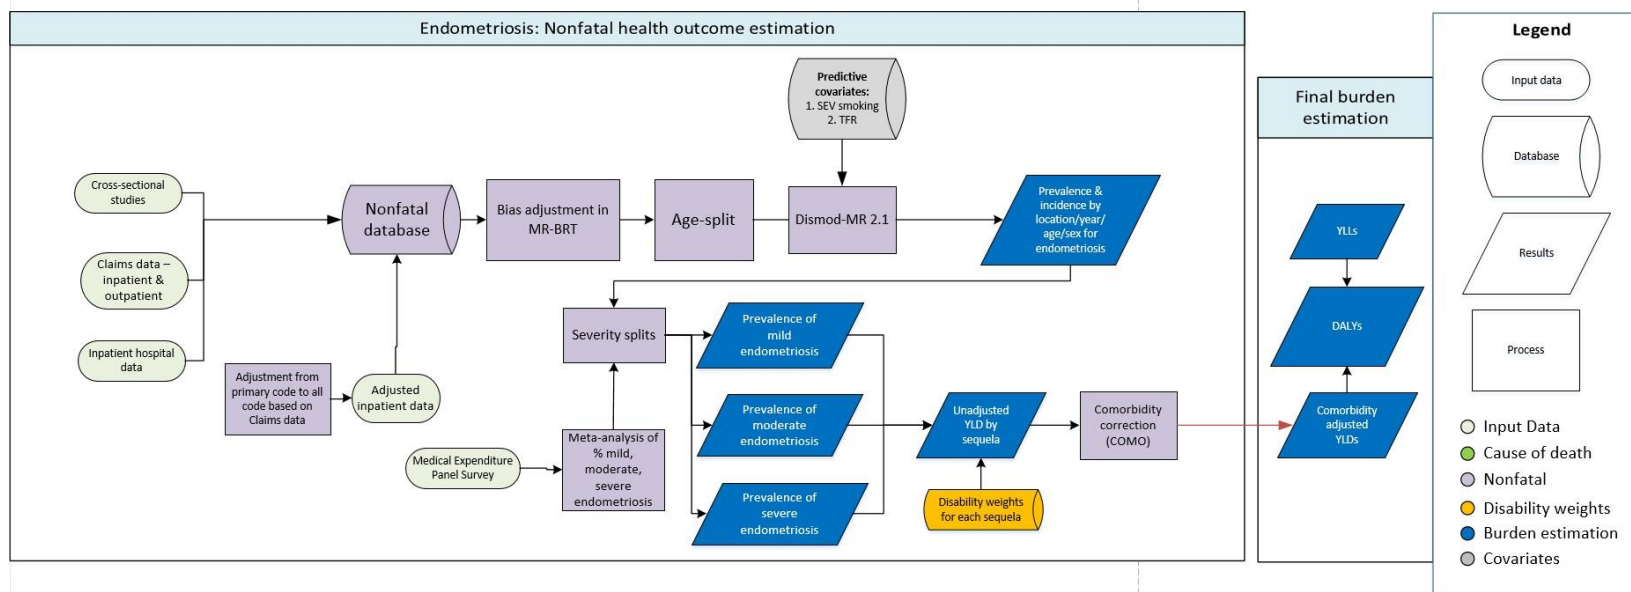 Endometriosis: Nonfatal health outcome estimation
Predictive
covariates:
1. SEV smoking
2. TFR
Cross-sectional
studies
Claims data –
inpatient &
outpatient
Inpatient hospital
data
Nonfatal
database
Bias adjustment in
MR-BRT
Age-split
Dismod-MR 2.1
Prevalence &
incidence by
location/year/
age/sex for
endometriosis
Adjustment from
primary code to all
code based on
Claims data
Adjusted
inpatient data
Severity splits
Medical Expenditure
Panel Survey
Meta-analysis of
% mild,
moderate,
severe
endometriosis
Prevalence of
mild
endometriosis
Prevalence of
moderate
endometriosis
Prevalence of
severe
endometriosis
Unadjusted
YLD by
sequela
Disability weights
for each sequela
Comorbidity
correction
(COMO)
Final burden
estimation
YLLs
DALYs
Comorbidity
adjusted
YLDs
Legend
Input data
Database
Results
Process
Input Data
Cause of death
Nonfatal
Disability weights
Burden estimation
Covariates